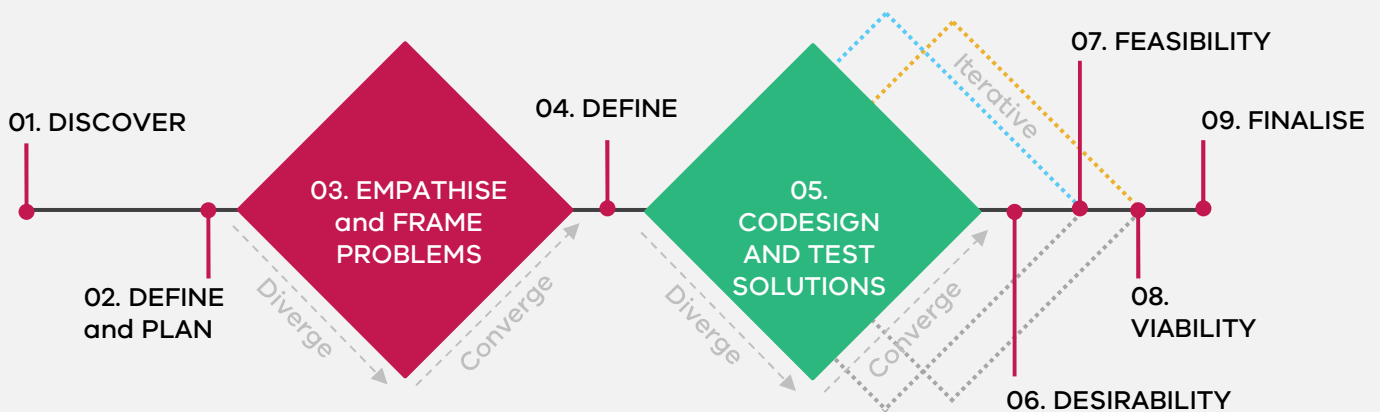 01. DISCOVER
02. DEFINE
and PLAN
03. EMPATHISE
and FRAME
PROBLEMS
Diverge
Converge
04. DEFINE
05.
CODESIGN
AND TEST
SOLUTIONS
Diverge
Converge
Iterative
06. DESIRABILITY
07. FEASIBILITY
08.
VIABILITY
09. FINALISE